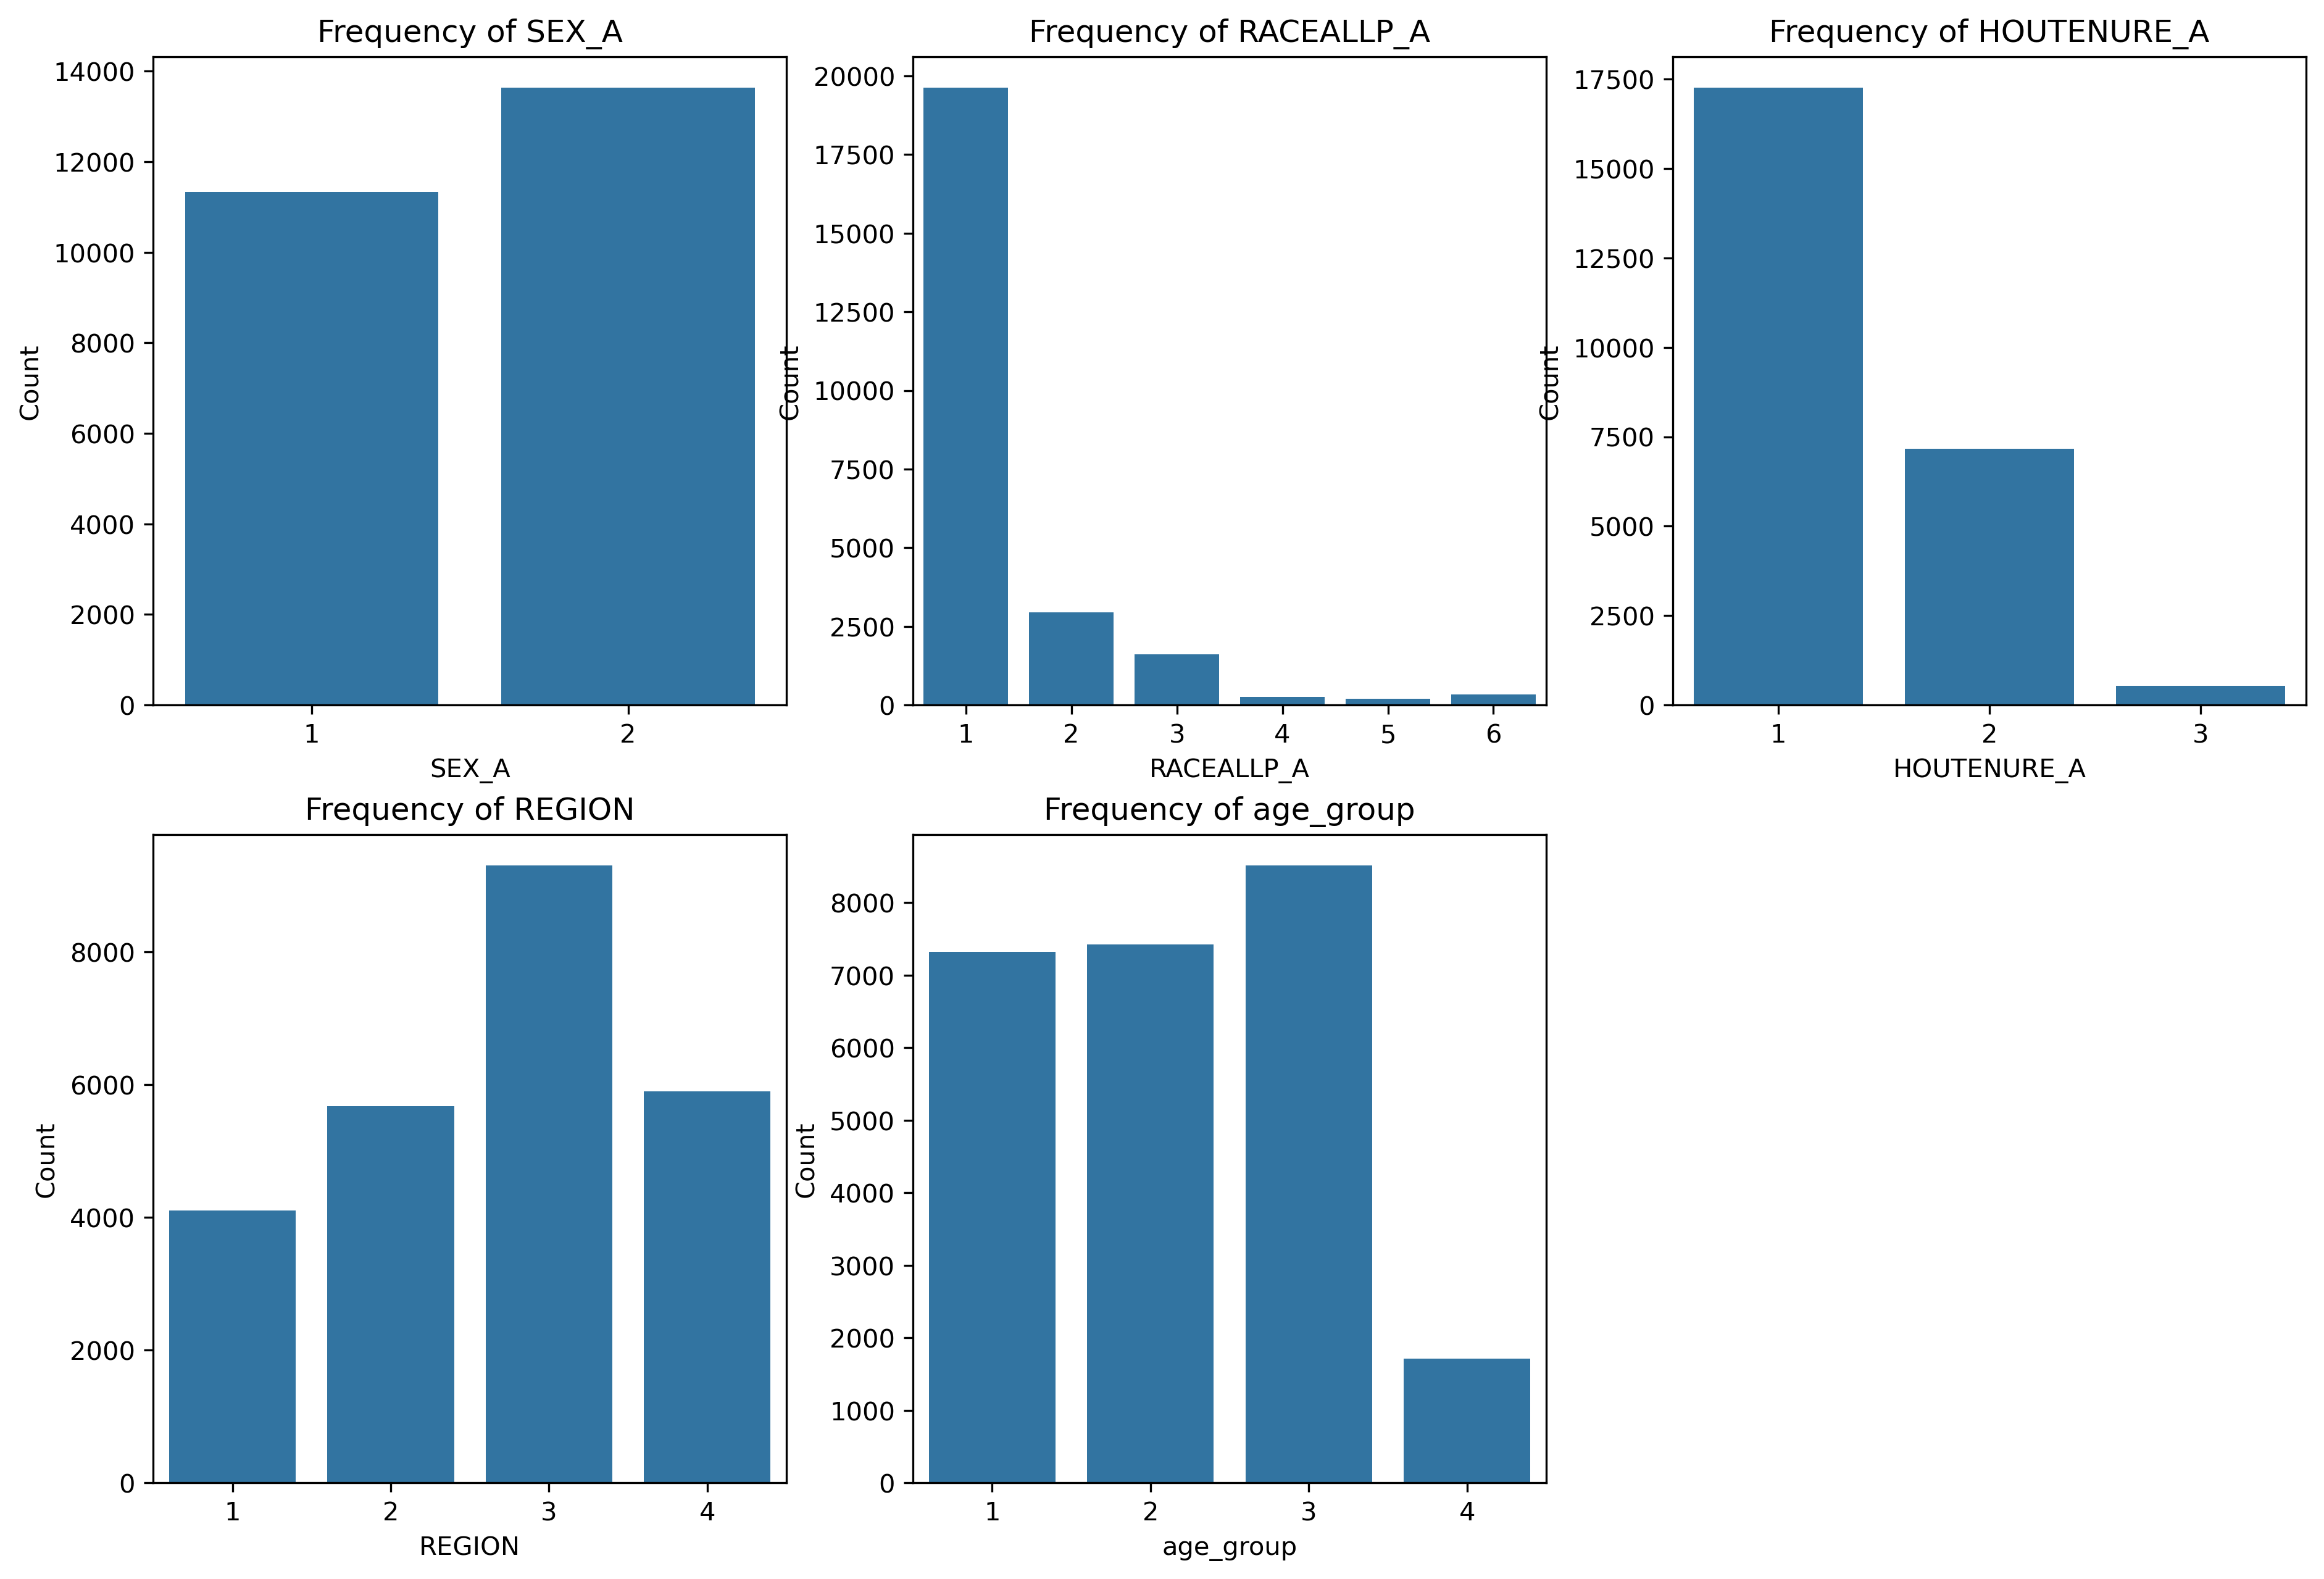 Frequency of SEX_A
14000
12000
10000
8000
6000
4000
2000
0
Count
1 2
SEX_A
Frequency of RACEALLP_A
20000
17500
15000
12500
10000
7500
5000
2500
0
Count
1 2 3 4 5 6
RACEALLP_A
Frequency of HOUTENURE_A
17500
15000
12500
10000
7500
5000
2500
0
Count
1 2 3
HOUTENURE_A
Frequency of REGION
8000
6000
4000
2000
0
Count
1 2 3 4
REGION
Frequency of age_group
8000
7000
6000
5000
4000
3000
2000
1000
0
Count
1 2 3 4
age_group